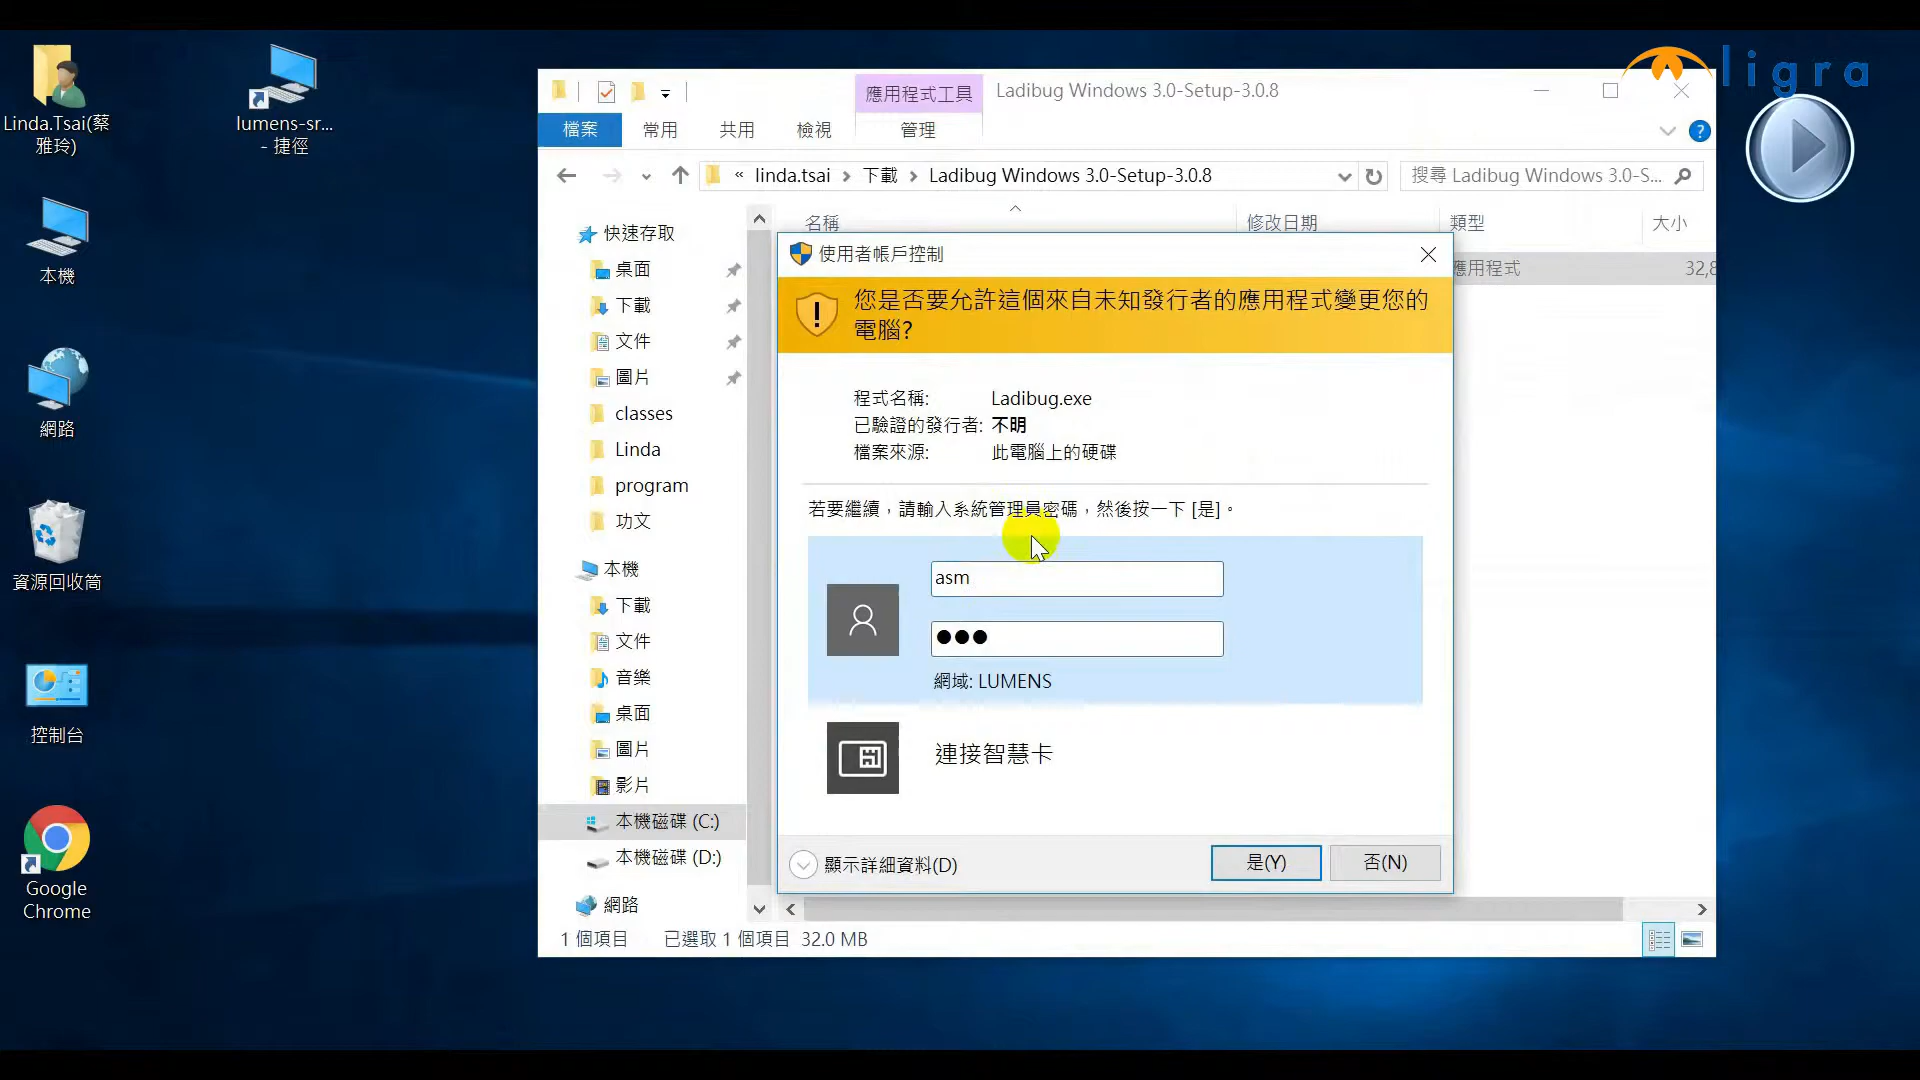 Linda.Tsai(蔡
雅玲)
lumens-sr...
- 捷徑
本機
網路
資源回收筒
控制台
Google
Chrome
ligra
應用程式工具
Ladibug Windows 3.0-Setup-3.0.8
檔案
常用
共用
檢視
管理
« linda.tsai › 下載 › Ladibug Windows 3.0-Setup-3.0.8
搜尋 Ladibug Windows 3.0-S...
名稱
修改日期
類型
大小
應用程式
32,8
快速存取
桌面
下載
文件
圖片
classes
Linda
program
功文
本機
下載
文件
音樂
桌面
圖片
影片
本機磁碟 (C:)
本機磁碟 (D:)
網路
1 個項目
已選取 1 個項目 32.0 MB
使用者帳戶控制
您是否要允許這個來自未知發行者的應用程式變更您的
電腦?
程式名稱: Ladibug.exe
已驗證的發行者: 不明
檔案來源: 此電腦上的硬碟
若要繼續，請輸入系統管理員密碼，然後按一下 [是]。
asm
●●●
網域: LUMENS
連接智慧卡
顯示詳細資料(D)
是(Y)
否(N)